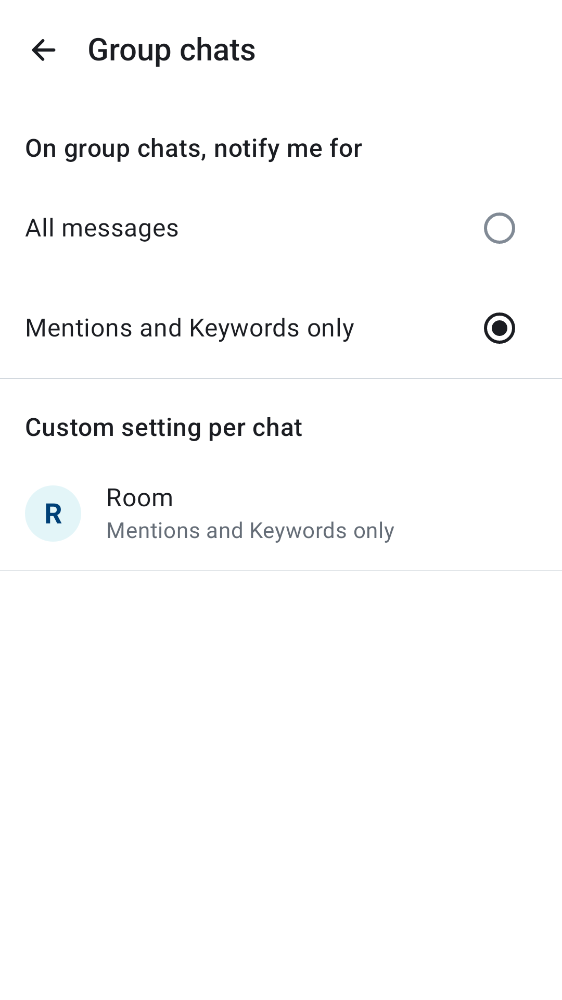 Group chats
On group chats, notify me for
All messages
Mentions and Keywords only
Custom setting per chat
R
Room
Mentions and Keywords only